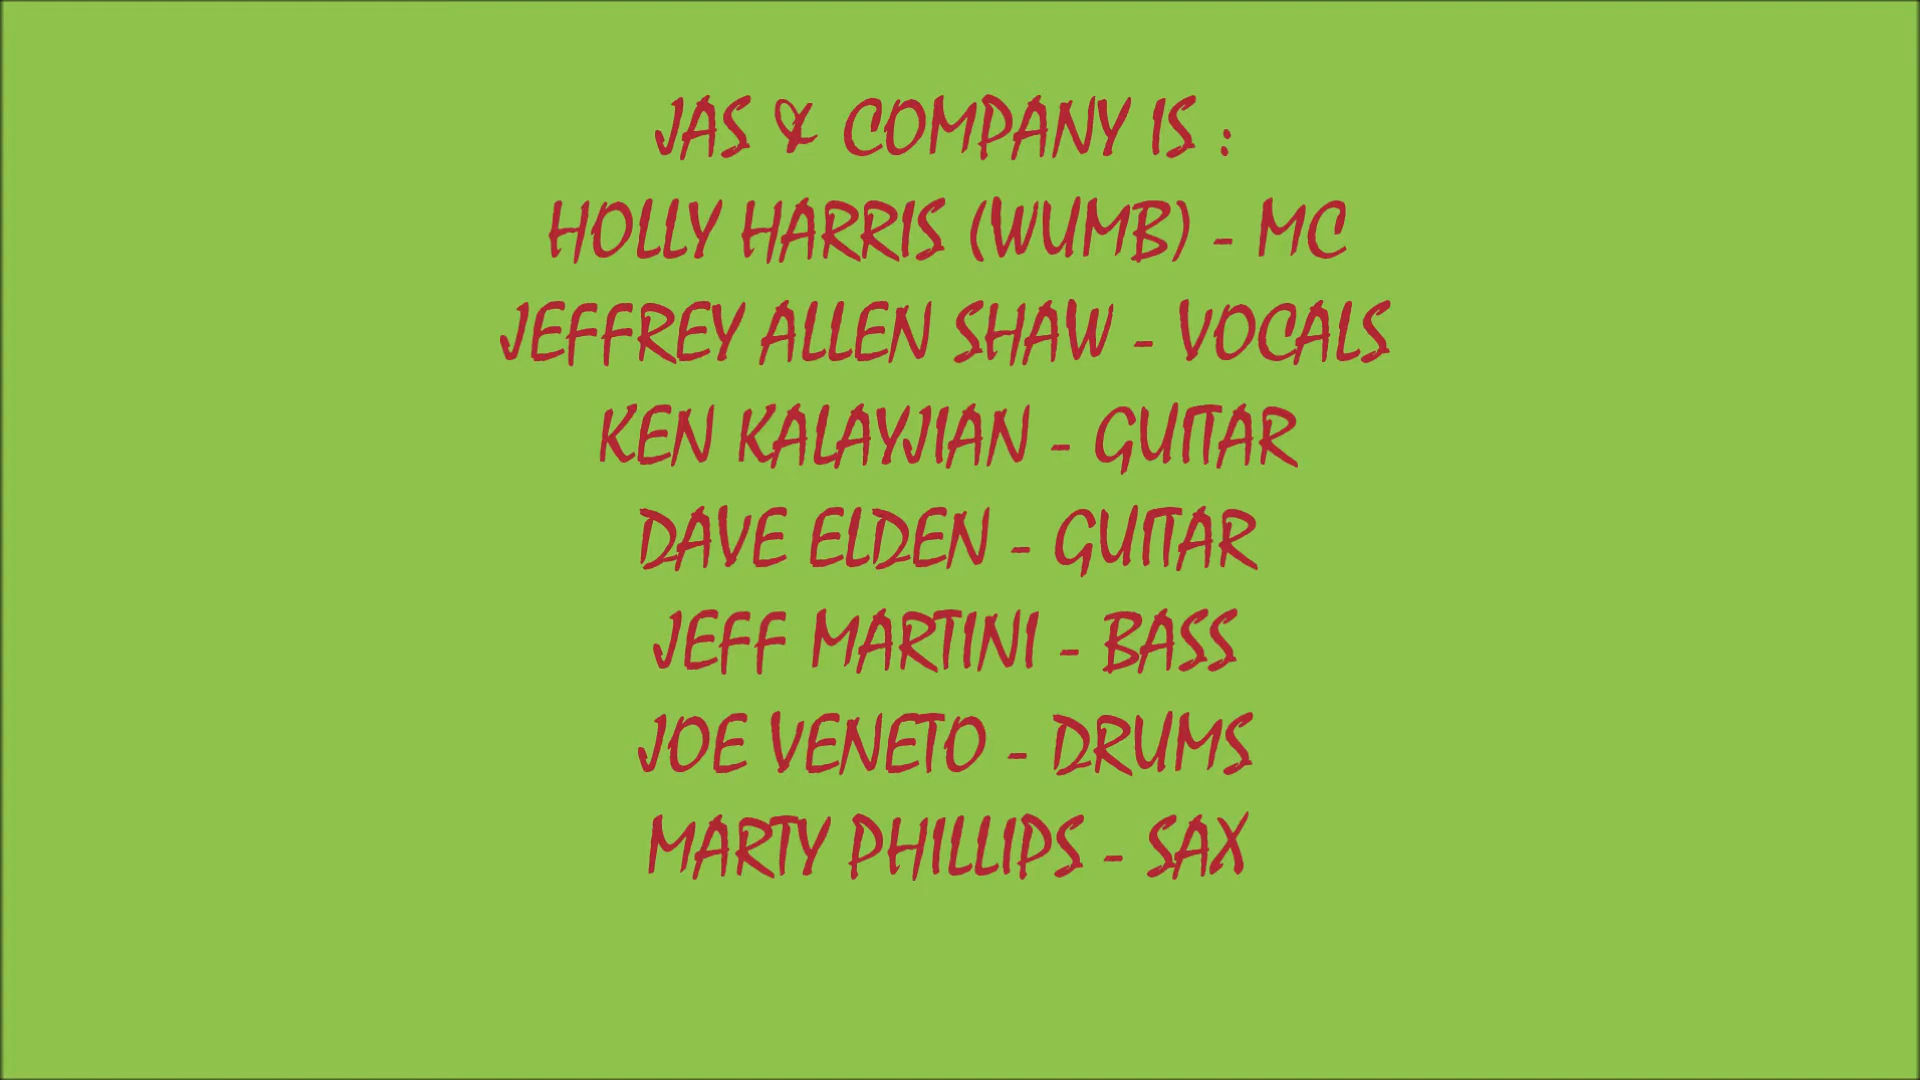 JAS & COMPANY IS :
HOLLY HARRIS (WUMB) - MC
JEFFREY ALLEN SHAW - VOCALS
KEN KALAYJIAN - GUITAR
DAVE ELDEN - GUITAR
JEFF MARTINI - BASS
JOE VENETO - DRUMS
MARTY PHILLIPS - SAX